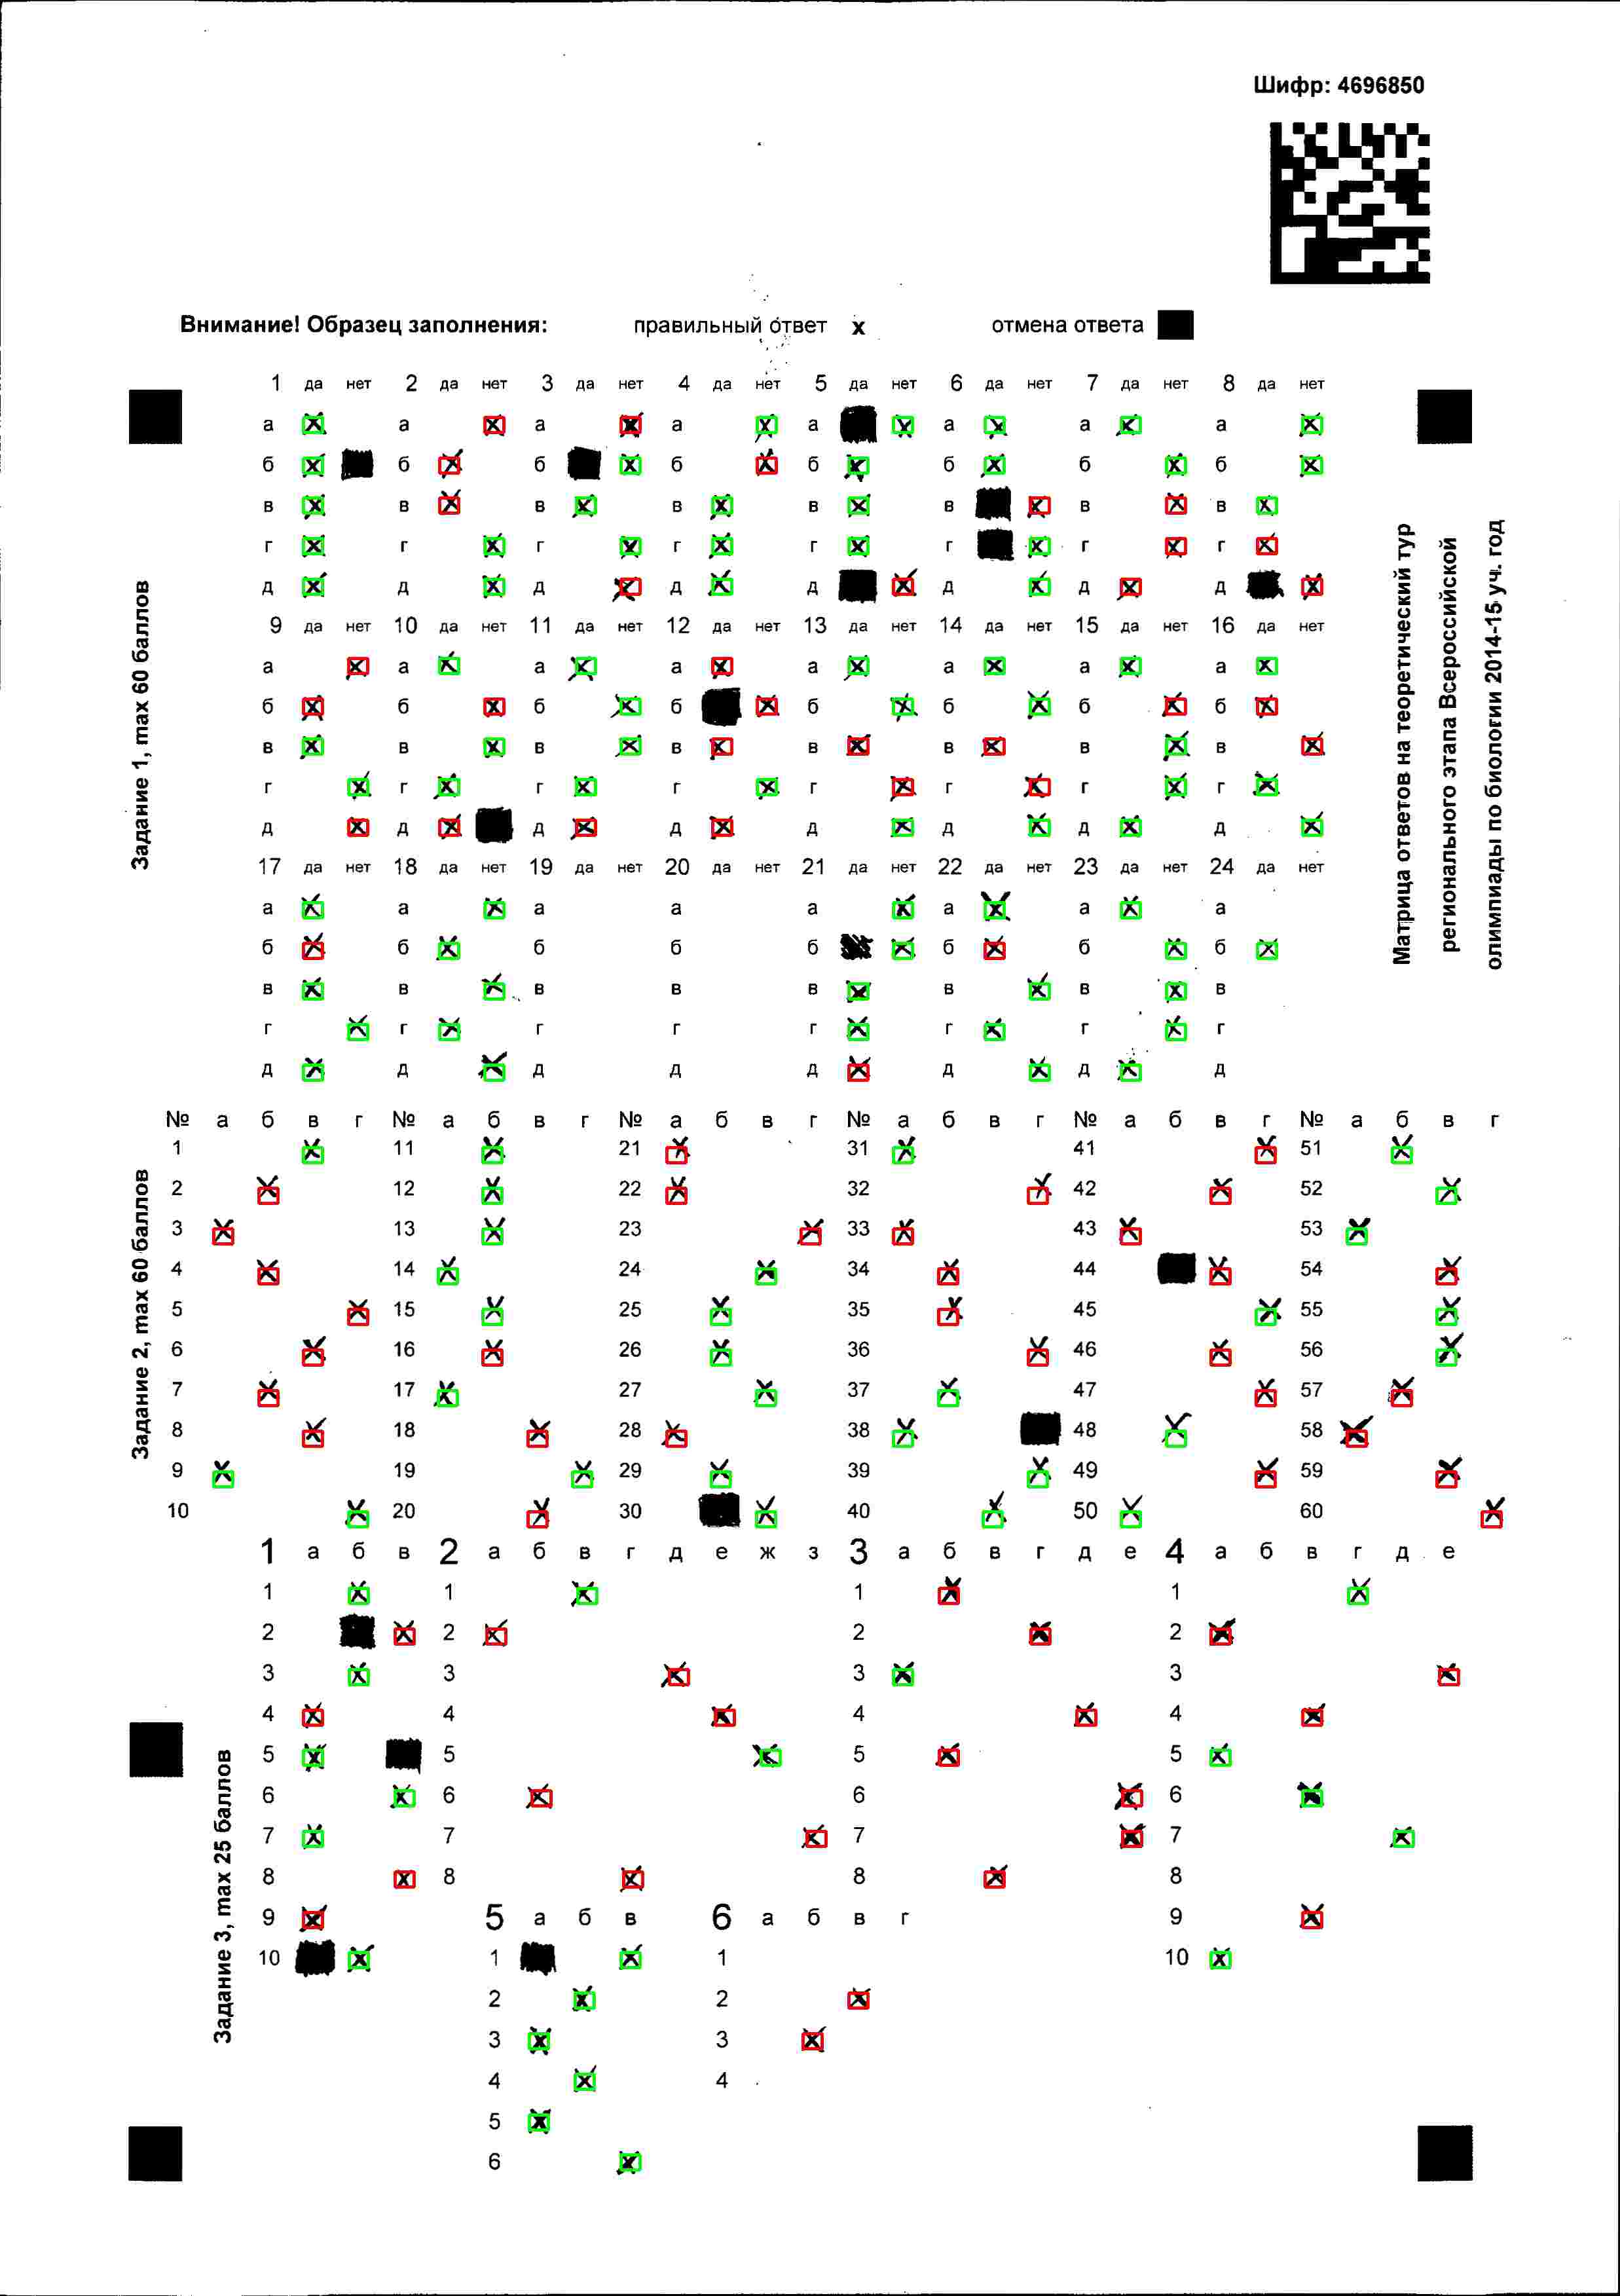 Шифр: 4696850
Внимание! Образец заполнения: правильный ответ х отмена ответа
Матрица ответов на теоретический тур
регионального этапа Всероссийской
олимпиады по биологии 2014-15 уч. год
Задание 1, max 60 баллов
1 да нет 2 да нет 3 да нет 4 да нет 5 да нет 6 да нет 7 да нет 8 да нет
а а а а а а а а
б б б б б б б б
в в в в в в в в
г г г г г г г г
д д д д д д д д
9 да нет 10 да нет 11 да нет 12 да нет 13 да нет 14 да нет 15 да нет 16 да нет
а а а а а а а а
б б б б б б б б
в в в в в в в в
г г г г г г г г
д д д д д д д д
17 да нет 18 да нет 19 да нет 20 да нет 21 да нет 22 да нет 23 да нет 24 да нет
а а а а а а а а
б б б б б б б б
в в в в в в в в
г г г г г г г г
д д д д д д д д
Задание 2, max 60 баллов
№ а б в г № а б в г № а б в г № а б в г № а б в г № а б в г
1 11 21 31 41 51
2 12 22 32 42 52
3 13 23 33 43 53
4 14 24 34 44 54
5 15 25 35 45 55
6 16 26 36 46 56
7 17 27 37 47 57
8 18 28 38 48 58
9 19 29 39 49 59
10 20 30 40 50 60
Задание 3, max 25 баллов
1 а б в 2 а б в г д е ж з 3 а б в г д е 4 а б в г д е
1 1 1 1
2 2 2 2
3 3 3 3
4 4 4 4
5 5 5 5
6 6 6 6
7 7 7 7
8 8 8 8
9 5 а б в 6 а б в г 9
10 1 1 10
2 2
3 3
4 4
5
6